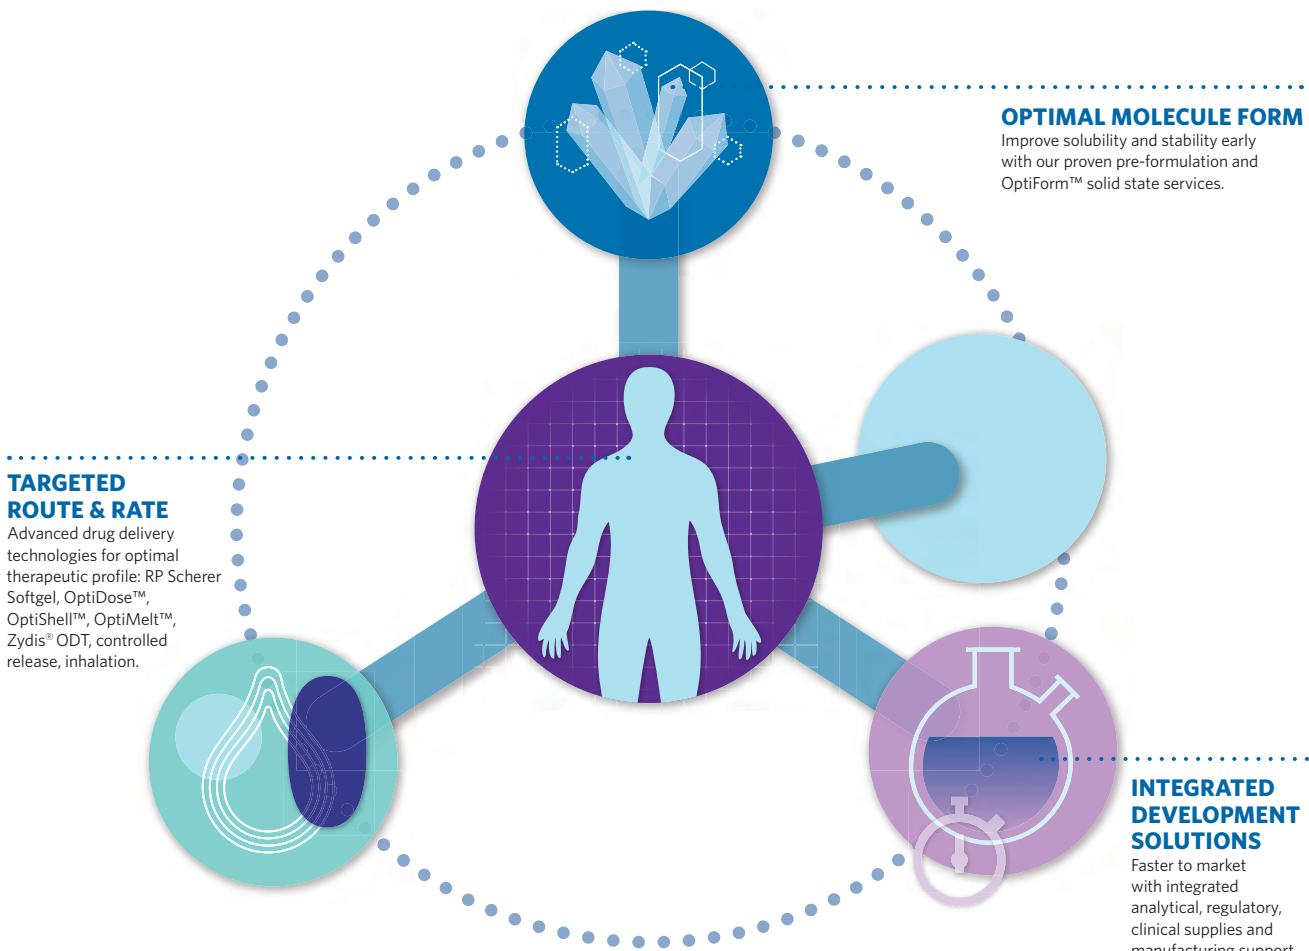 OPTIMAL MOLECULE FORM
Improve solubility and stability early
with our proven pre-formulation and
OptiForm™ solid state services.
TARGETED
ROUTE & RATE
Advanced drug delivery
technologies for optimal
therapeutic profile: RP Scherer
Softgel, OptiDose™,
OptiShell™, OptiMelt™,
Zydis® ODT, controlled
release, inhalation.
INTEGRATED
DEVELOPMENT
SOLUTIONS
Faster to market
with integrated
analytical, regulatory,
clinical supplies and
manufacturing support